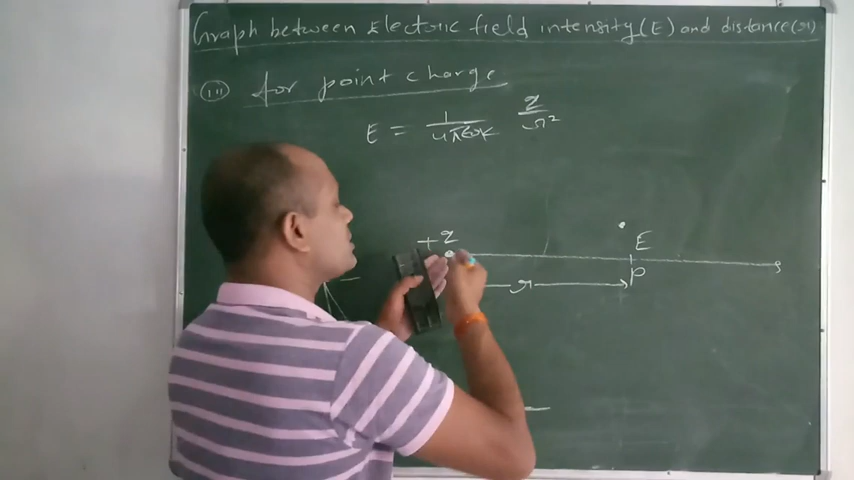 Graph between Electric field intensity (E) and distance (r)
(iii) for point charge
E = 1/4πε0K q/r²
+q
E
P
r